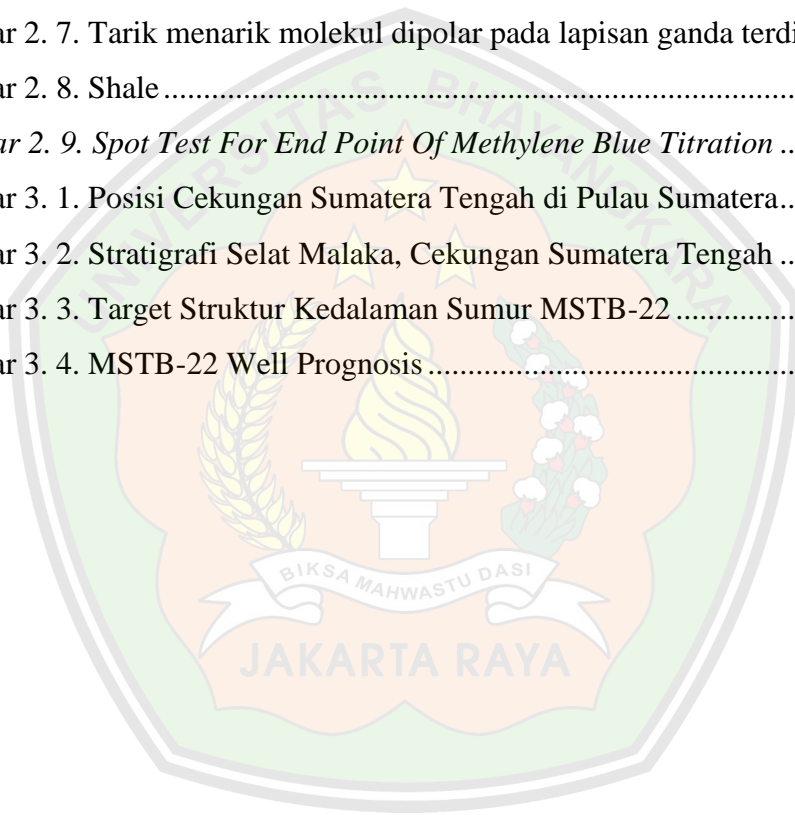 ar 2. 7. Tarik menarik molekul dipolar pada lapisan ganda terdi
ar 2. 8. Shale ....................................................................................
ar 2. 9. Spot Test For End Point Of Methylene Blue Titration ..
ar 3. 1. Posisi Cekungan Sumatera Tengah di Pulau Sumatera..
ar 3. 2. Stratigrafi Selat Malaka, Cekungan Sumatera Tengah ..
ar 3. 3. Target Struktur Kedalaman Sumur MSTB-22 ...............
ar 3. 4. MSTB-22 Well Prognosis ..............................................
UNIVERSITAS BHAYANGKARA
BIKSA MAHWASTU DASI
JAKARTA RAYA